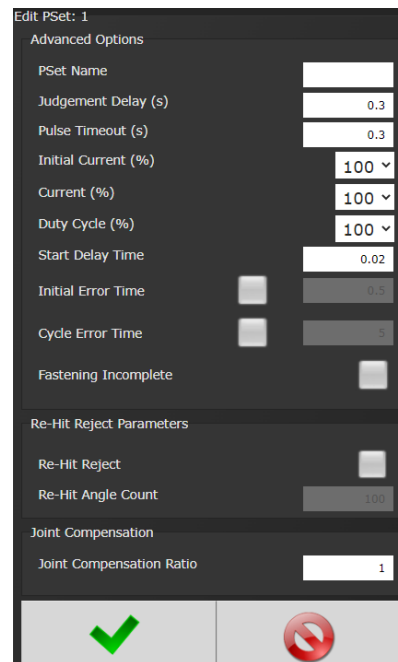 Edit PSet: 1
Advanced Options
PSet Name
Judgement Delay (s) 0.3
Pulse Timeout (s) 0.3
Initial Current (%) 100
Current (%) 100
Duty Cycle (%) 100
Start Delay Time 0.02
Initial Error Time 0.5
Cycle Error Time 5
Fastening Incomplete
Re-Hit Reject Parameters
Re-Hit Reject
Re-Hit Angle Count 100
Joint Compensation
Joint Compensation Ratio 1